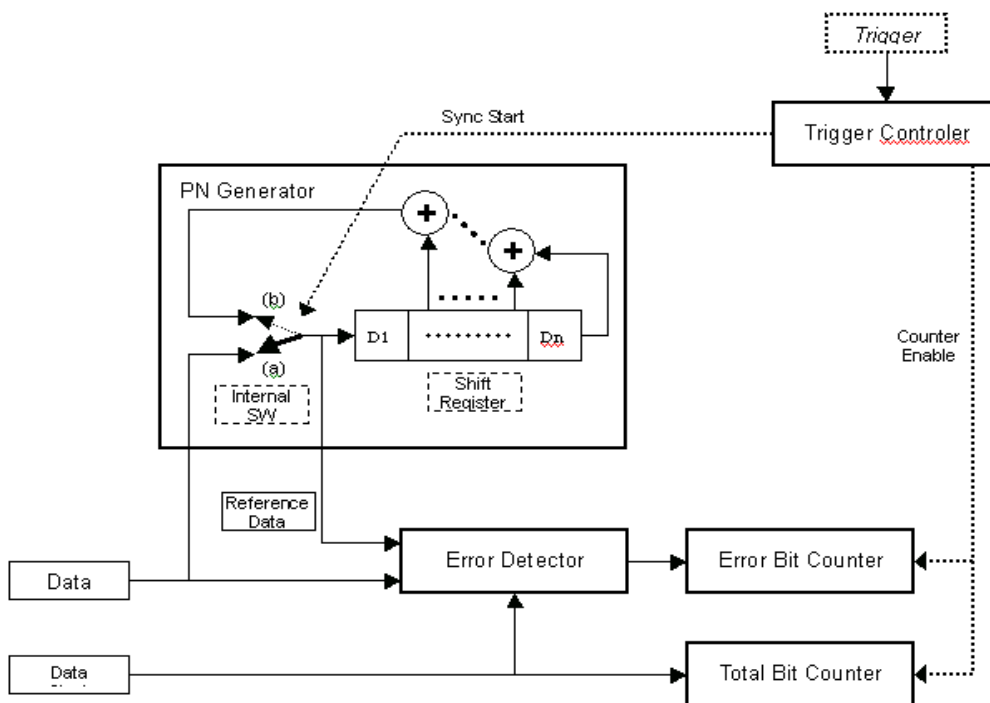 Trigger
Sync Start
Trigger Controler
PN Generator
+
+
(b)
D1
Dn
Counter
Enable
(a)
Internal
SW
Shift
Register
Reference
Data
Data
Error Detector
Error Bit Counter
Data
Total Bit Counter